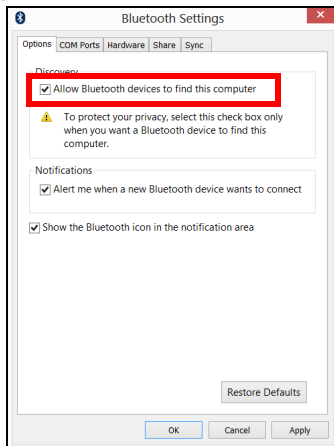 Bluetooth Settings
Options COM Ports Hardware Share Sync
Discovery
Allow Bluetooth devices to find this computer
To protect your privacy, select this check box only
when you want a Bluetooth device to find this
computer.
Notifications
Alert me when a new Bluetooth device wants to connect
Show the Bluetooth icon in the notification area
Restore Defaults
OK Cancel Apply